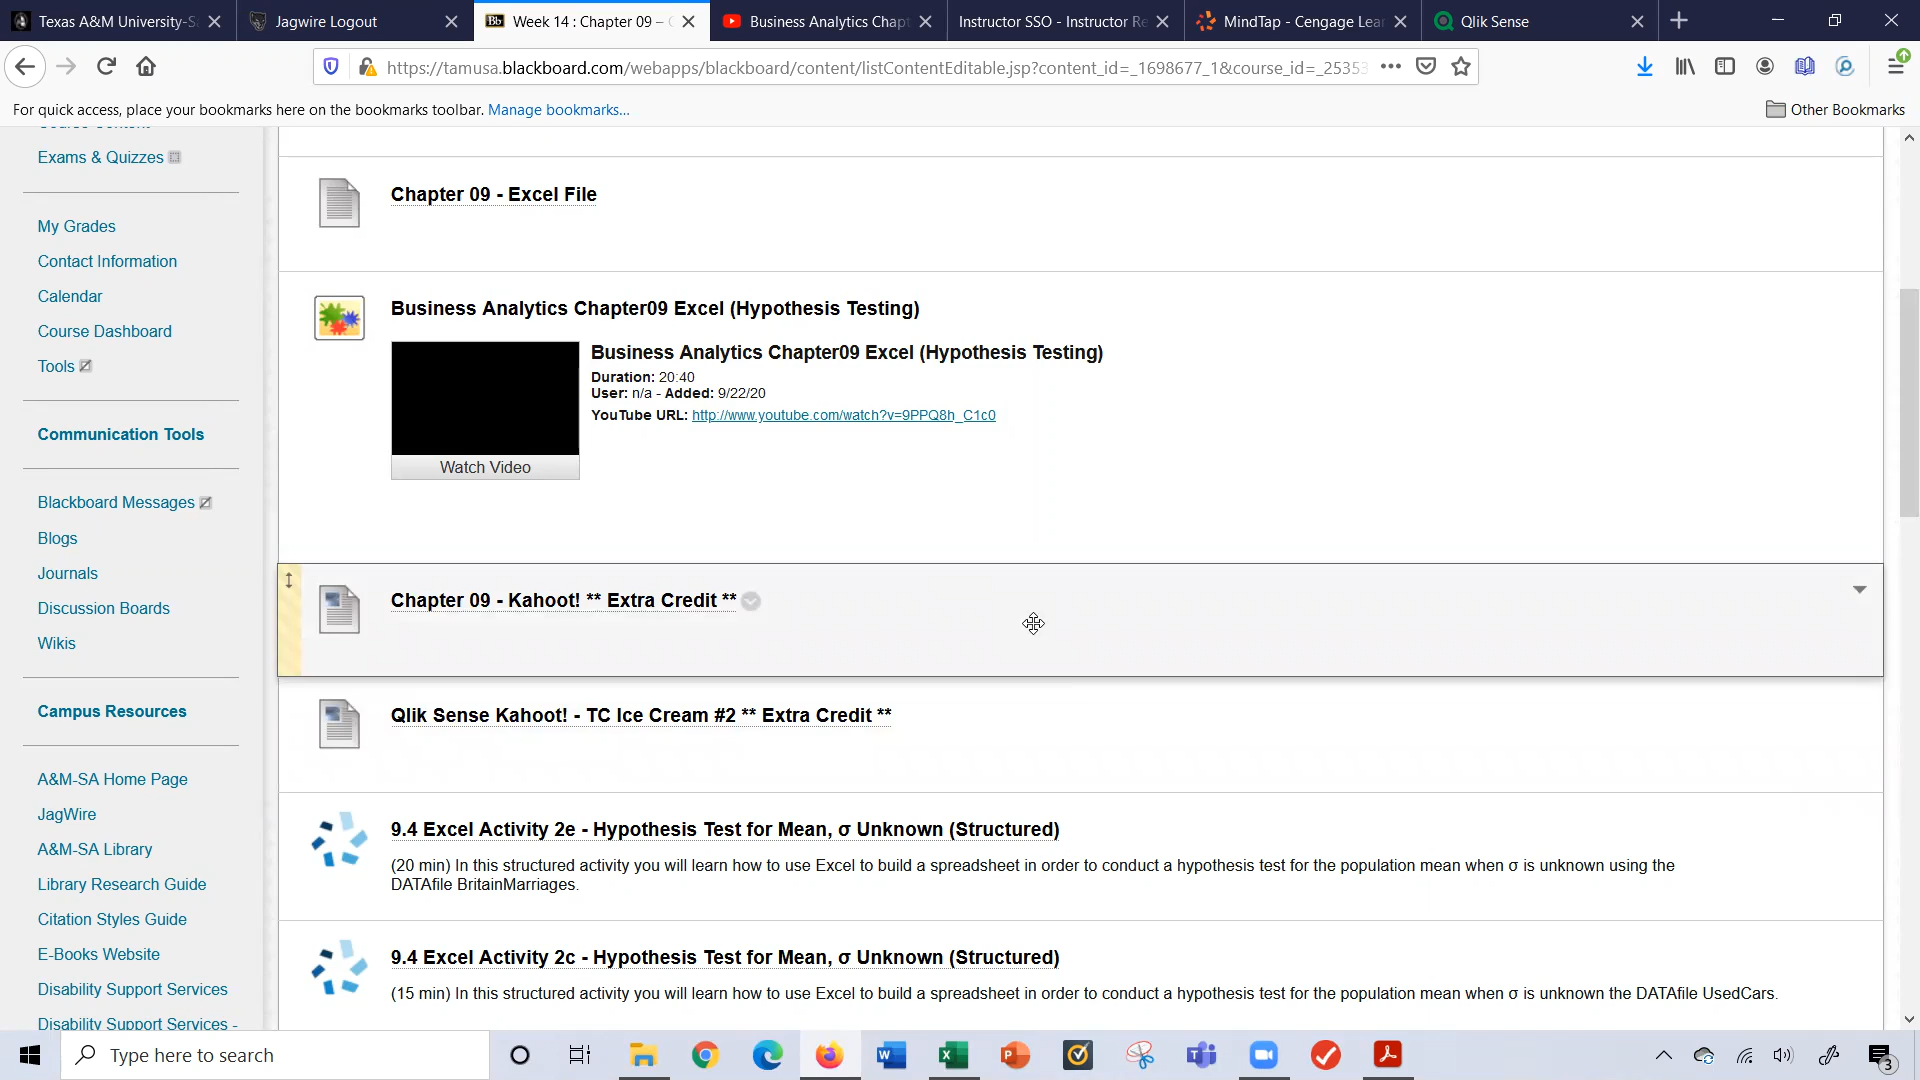 Texas A&M University-S
Jagwire Logout
Bb Week 14 : Chapter 09 –
Business Analytics Chapt
Instructor SSO - Instructor Re
MindTap - Cengage Lear
Qlik Sense
https://tamusa.blackboard.com/webapps/blackboard/content/listContentEditable.jsp?content_id=_1698677_1&course_id=_25353
For quick access, place your bookmarks here on the bookmarks toolbar. Manage bookmarks...
Other Bookmarks
Exams & Quizzes
My Grades
Contact Information
Calendar
Course Dashboard
Tools
Communication Tools
Blackboard Messages
Blogs
Journals
Discussion Boards
Wikis
Campus Resources
A&M-SA Home Page
JagWire
A&M-SA Library
Library Research Guide
Citation Styles Guide
E-Books Website
Disability Support Services
Disability Support Services -
Chapter 09 - Excel File
Business Analytics Chapter09 Excel (Hypothesis Testing)
Business Analytics Chapter09 Excel (Hypothesis Testing)
Duration: 20:40
User: n/a - Added: 9/22/20
YouTube URL: http://www.youtube.com/watch?v=9PPQ8h_C1c0
Watch Video
Chapter 09 - Kahoot! ** Extra Credit **
Qlik Sense Kahoot! - TC Ice Cream #2 ** Extra Credit **
9.4 Excel Activity 2e - Hypothesis Test for Mean, σ Unknown (Structured)
(20 min) In this structured activity you will learn how to use Excel to build a spreadsheet in order to conduct a hypothesis test for the population mean when σ is unknown using the
DATAfile BritainMarriages.
9.4 Excel Activity 2c - Hypothesis Test for Mean, σ Unknown (Structured)
(15 min) In this structured activity you will learn how to use Excel to build a spreadsheet in order to conduct a hypothesis test for the population mean when σ is unknown the DATAfile UsedCars.
Type here to search
3